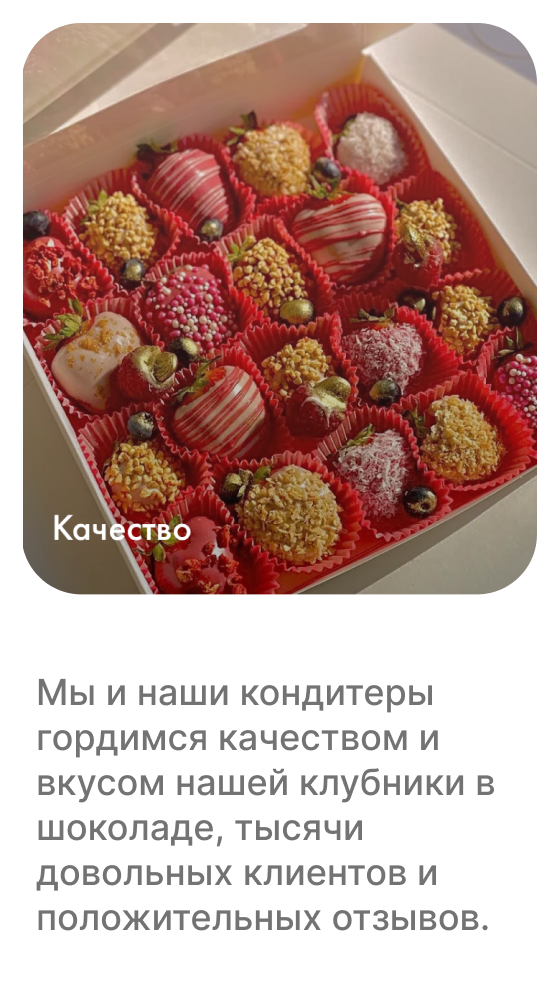 Качество
Мы и наши кондитеры
гордимся качеством и
вкусом нашей клубники в
шоколаде, тысячи
довольных клиентов и
положительных отзывов.